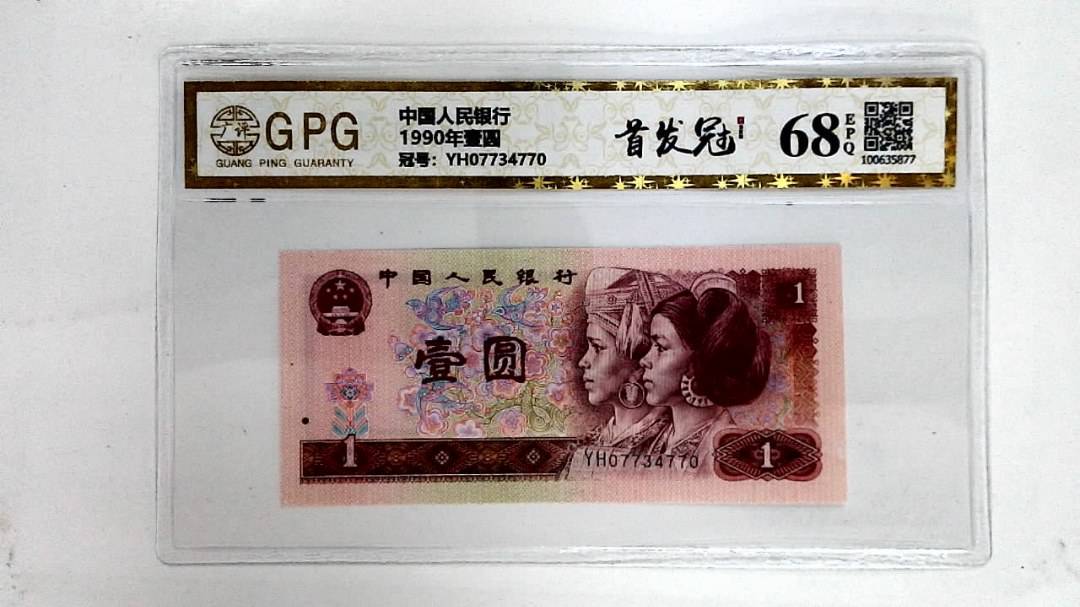 广评
GPG
GUANG PING GUARANTY
中国人民银行
1990年壹圆
冠号：YH07734770
首发冠
68
EPQ
100635877
中国人民银行
1
壹圆
1
YH07734770
1